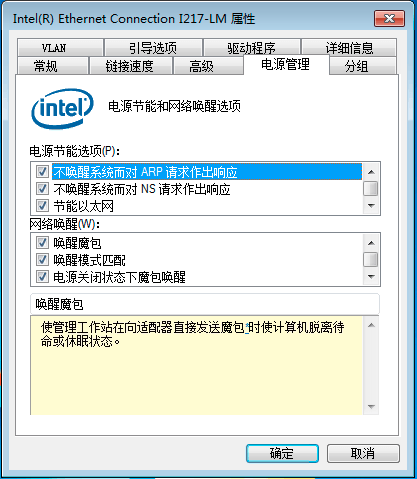 Intel(R) Ethernet Connection I217-LM 属性
VLAN 引导选项 驱动程序 详细信息
常规 链接速度 高级 电源管理 分组
intel 电源节能和网络唤醒选项
电源节能选项(P):
不唤醒系统而对 ARP 请求作出响应
不唤醒系统而对 NS 请求作出响应
节能以太网
网络唤醒(W):
唤醒魔包
唤醒模式匹配
电源关闭状态下魔包唤醒
唤醒魔包
使管理工作站在向适配器直接发送魔包*时使计算机脱离待
命或休眠状态。
确定 取消